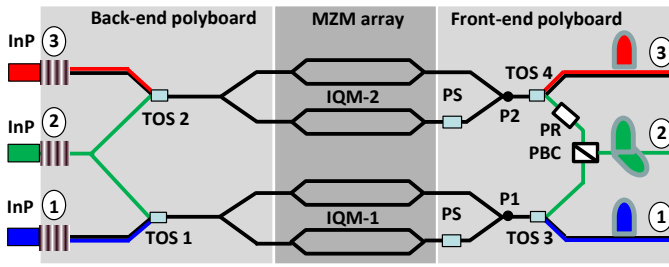 Back-end polyboard MZM array Front-end polyboard
InP 3 3
TOS 4
IQM-2 PS
TOS 2 P2 PR
InP 2 2
PBC
InP 1 P1 1
IQM-1 PS
TOS 1 TOS 3